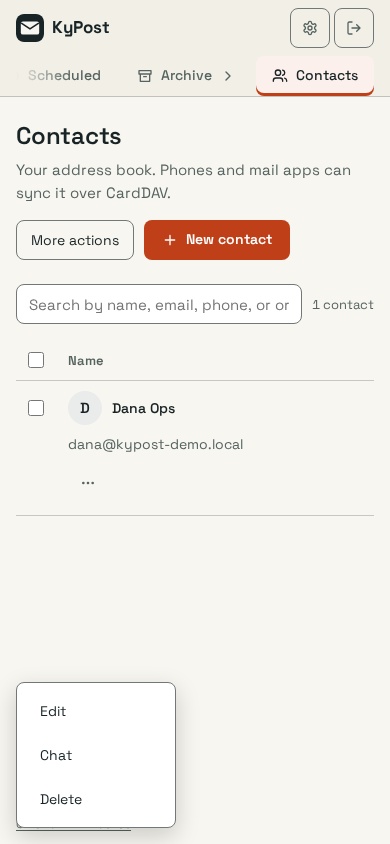 KyPost
Scheduled
Archive
Contacts
Contacts
Your address book. Phones and mail apps can
sync it over CardDAV.
More actions
New contact
Search by name, email, phone, or or
1 contact
Name
D
Dana Ops
dana@kypost-demo.local
...
Edit
Chat
Delete